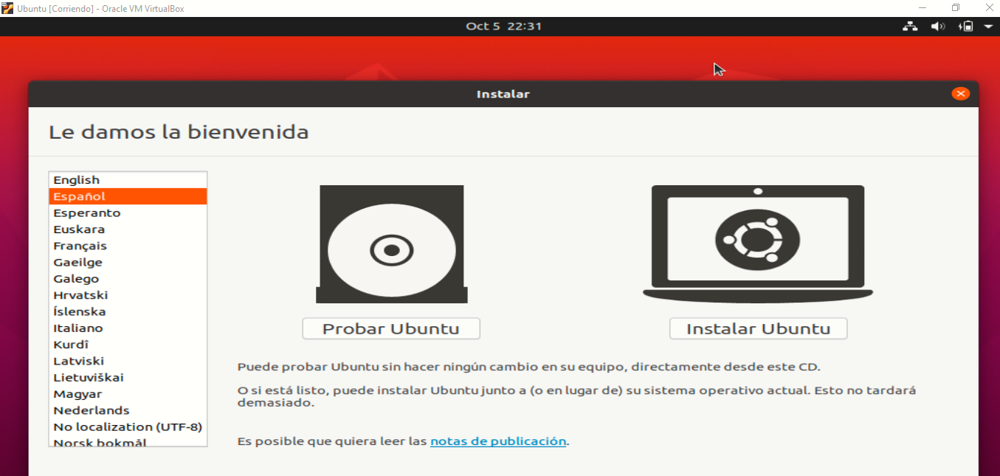 Ubuntu [Corriendo] - Oracle VM VirtualBox
Oct 5 22:31
Instalar
Le damos la bienvenida
English
Español
Esperanto
Euskara
Français
Gaeilge
Galego
Hrvatski
Íslenska
Italiano
Kurdî
Latviski
Lietuviškai
Magyar
Nederlands
No localization (UTF-8)
Norsk bokmål
Probar Ubuntu
Instalar Ubuntu
Puede probar Ubuntu sin hacer ningún cambio en su equipo, directamente desde este CD.
O si está listo, puede instalar Ubuntu junto a (o en lugar de) su sistema operativo actual. Esto no tardará
demasiado.
Es posible que quiera leer las notas de publicación.